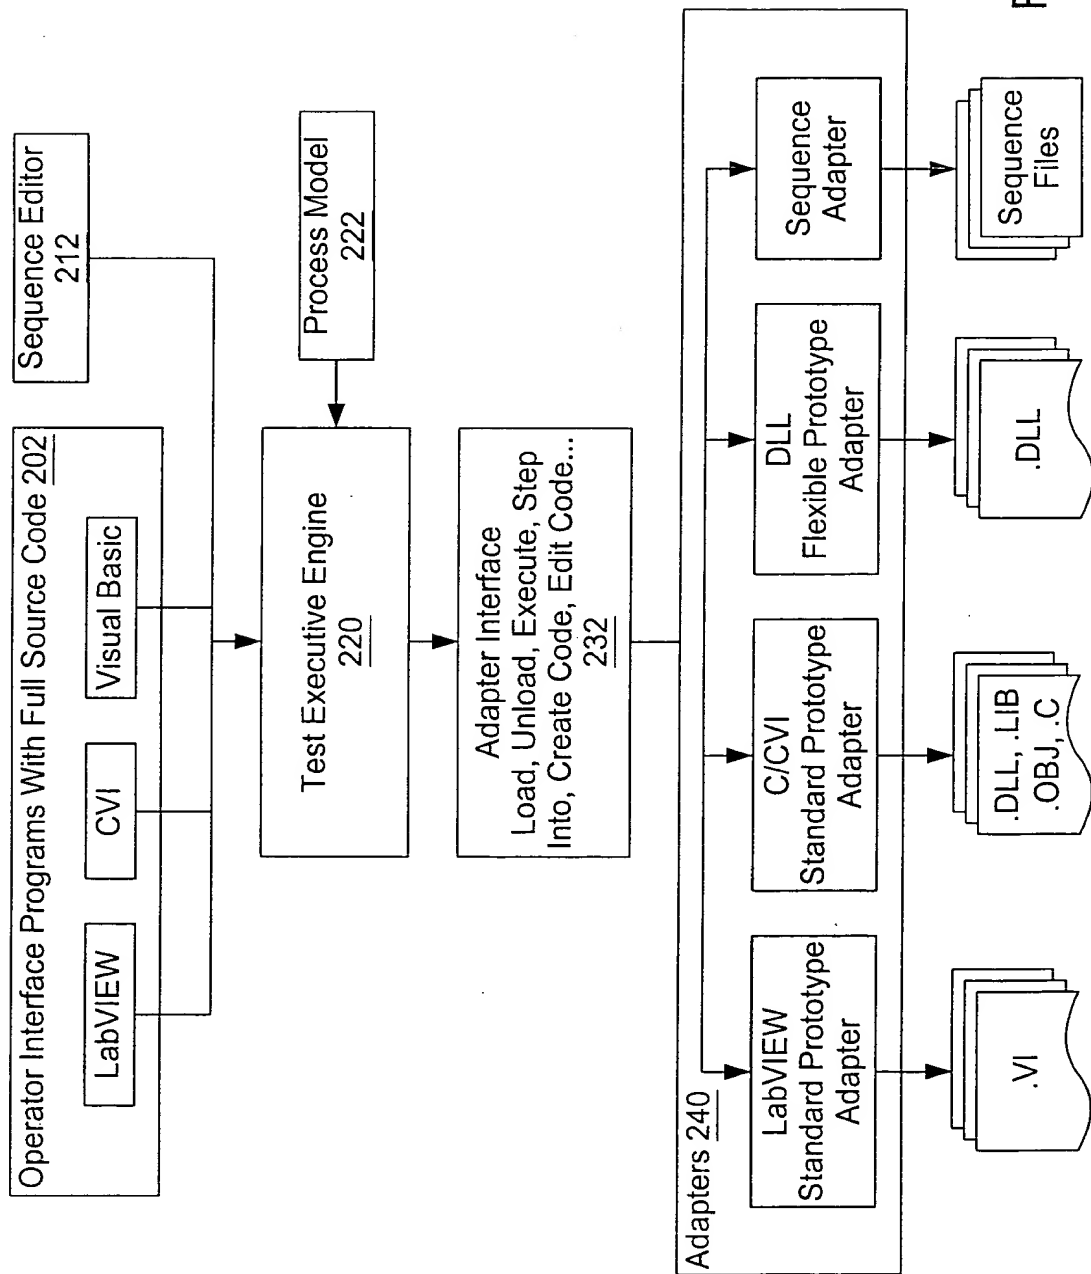 Operator Interface Programs With Full Source Code 202
LabVIEW
CVI
Visual Basic
Sequence Editor
212
Test Executive Engine
220
Process Model
222
Adapter Interface
Load, Unload, Execute, Step
Into, Create Code, Edit Code...
232
Adapters 240
LabVIEW
Standard Prototype
Adapter
C/CVI
Standard Prototype
Adapter
DLL
Flexible Prototype
Adapter
Sequence
Adapter
.VI
.DLL, .LIB
.OBJ, .C
.DLL
Sequence
Files